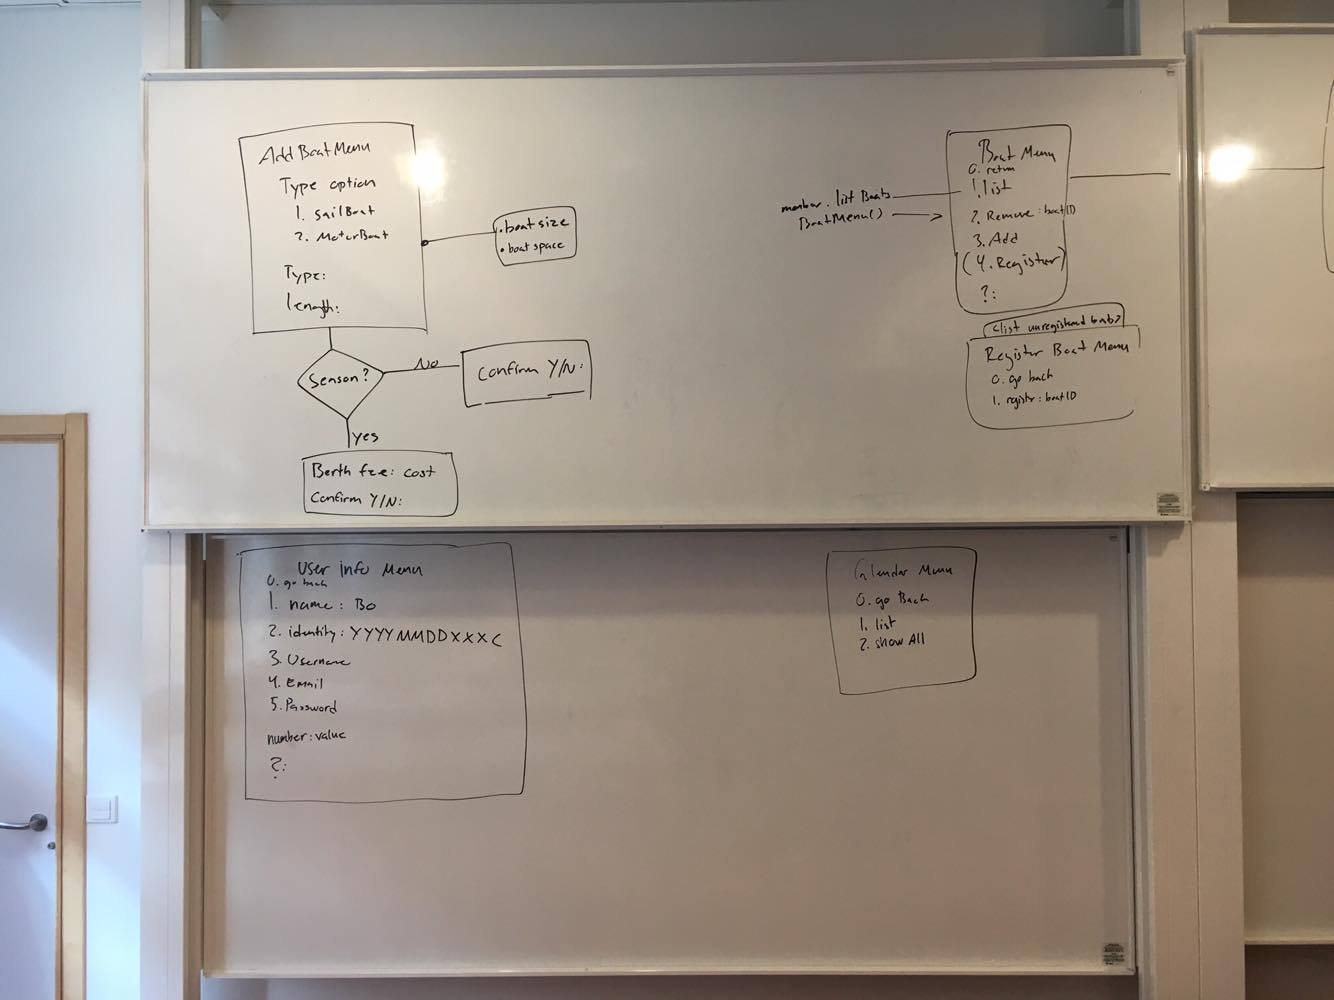 Add Boat Menu
Type option
1. SailBoat
2. MotorBoat
Type:
length:
• boat size
• boat space
Season?
No
Confirm Y/N:
yes
Berth fee: cost
Confirm Y/N:
member.list Boats
BoatMenu()
Boat Menu
0. return
1. list
2. Remove: boatID
3. Add
(4. Register)
?:
<list unregistered boats>
Register Boat Menu
0. go back
1. registr: boatID
User info Menu
0. go back
1. name: Bo
2. identity: YYYYMMDDXXXC
3. Username
4. Email
5. Password
number: value
?:
Calendar Menu
0. go Back
1. list
2. show All